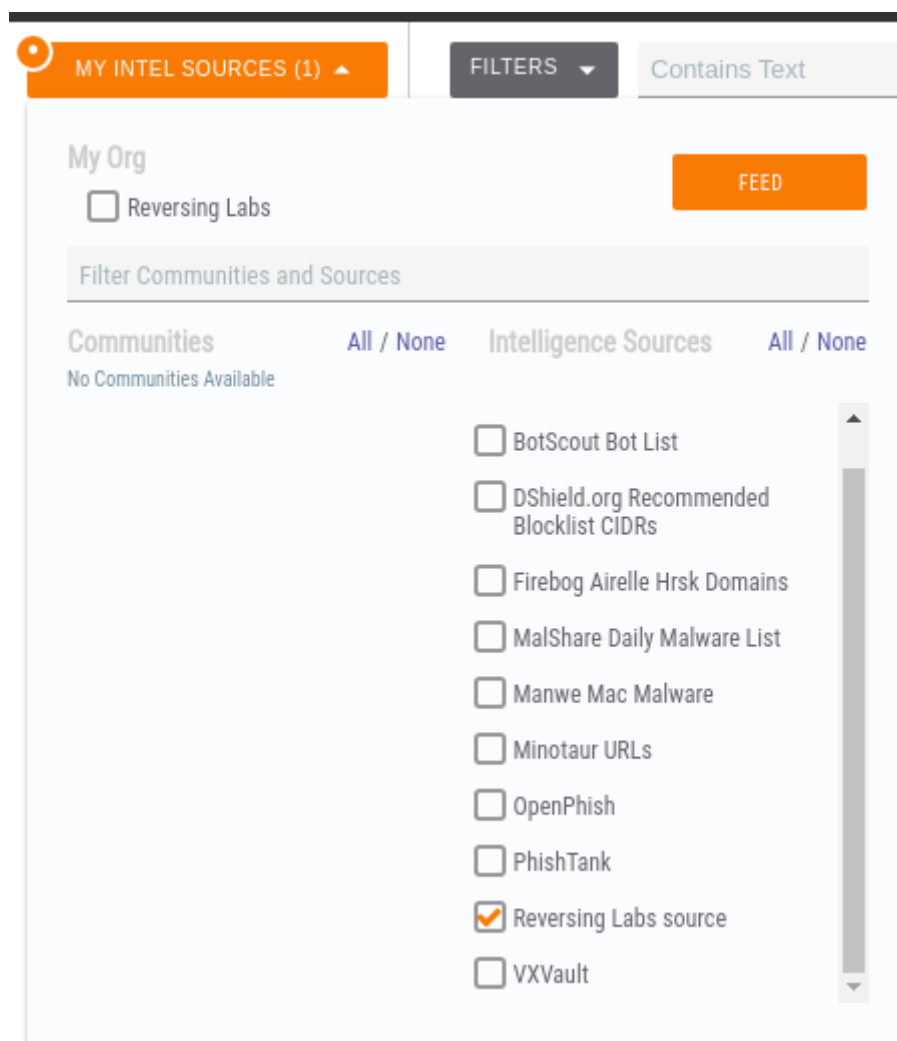 MY INTEL SOURCES (1)
FILTERS
Contains Text
My Org
Reversing Labs
FEED
Filter Communities and Sources
Communities All / None
No Communities Available
Intelligence Sources All / None
BotScout Bot List
DShield.org Recommended
Blocklist CIDRs
Firebog Airelle Hrsk Domains
MalShare Daily Malware List
Manwe Mac Malware
Minotaur URLs
OpenPhish
PhishTank
Reversing Labs source
VXVault